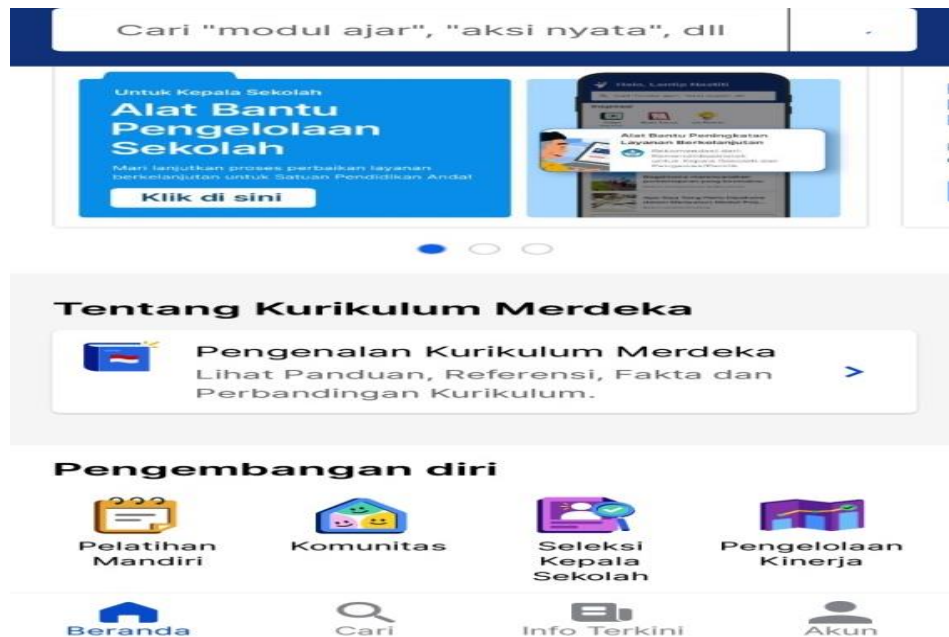 Cari "modul ajar", "aksi nyata", dll
Untuk Kepala Sekolah
Alat Bantu
Pengelolaan
Sekolah
Mari lanjutkan proses perbaikan layanan
berkelanjutan untuk Satuan Pendidikan Anda!
Klik di sini
Alat Bantu Peningkatan
Layanan Berkelanjutan
Tentang Kurikulum Merdeka
Pengenalan Kurikulum Merdeka
Lihat Panduan, Referensi, Fakta dan
Perbandingan Kurikulum.
>
Pengembangan diri
Pelatihan
Mandiri
Komunitas
Seleksi
Kepala
Sekolah
Pengelolaan
Kinerja
Beranda
Cari
Info Terkini
Akun